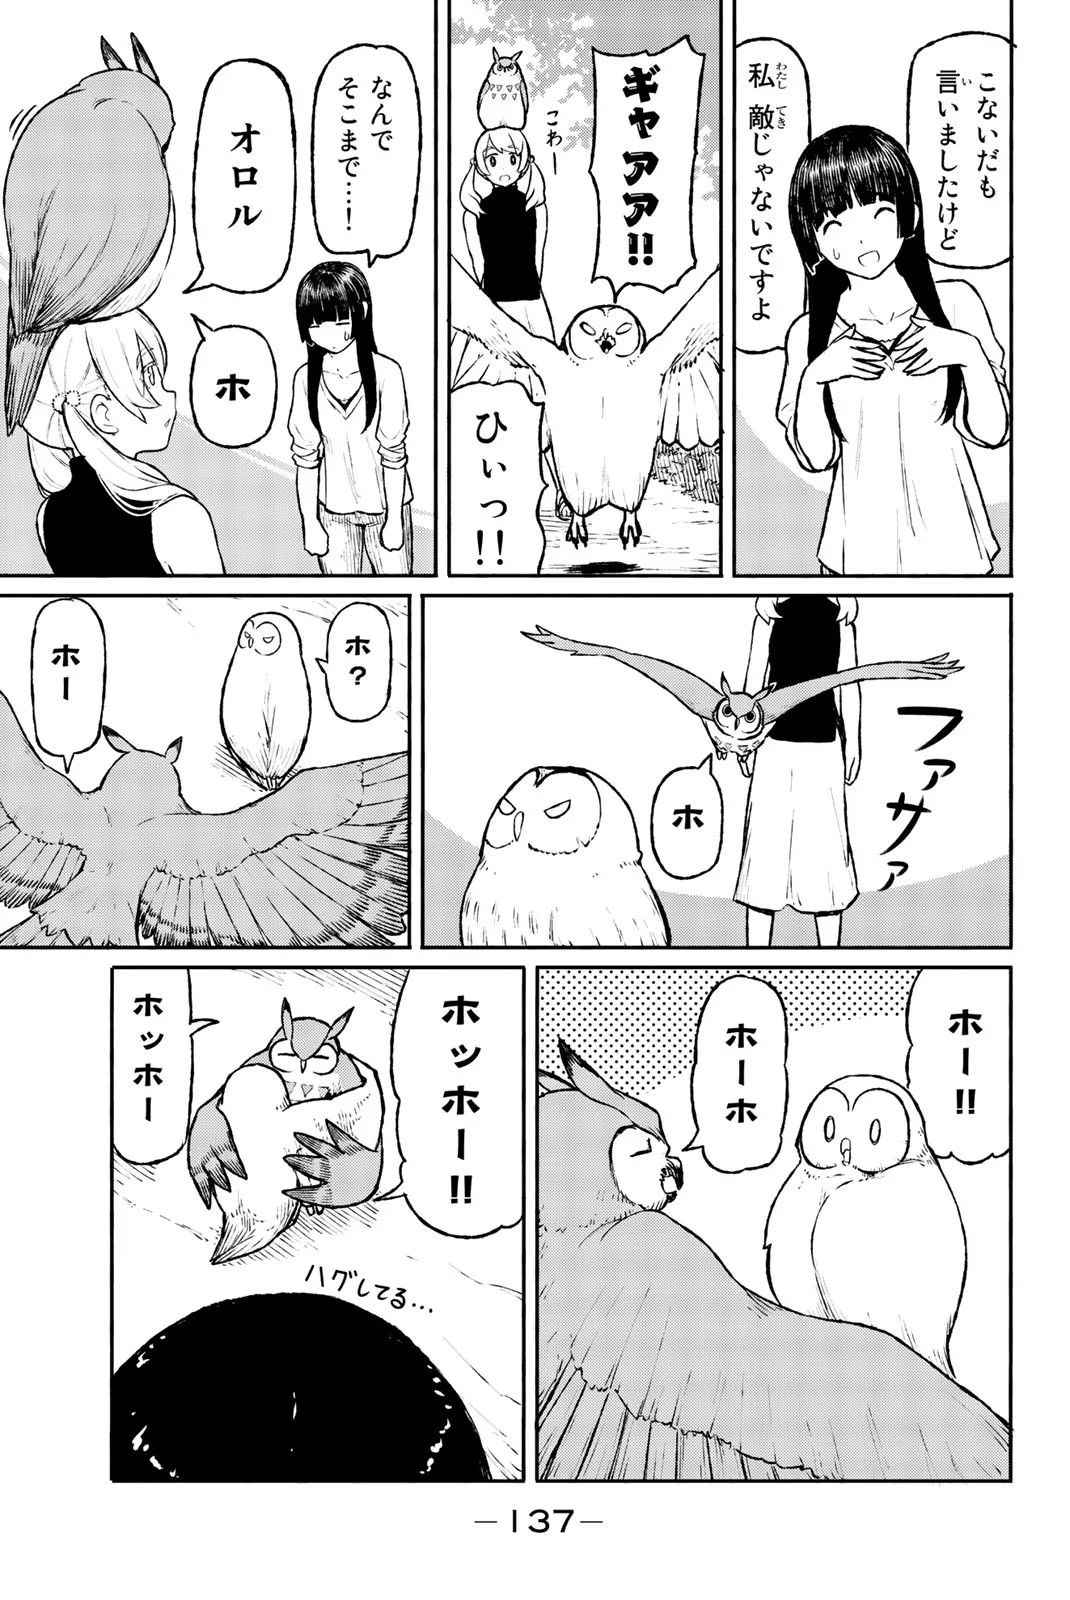 こないだも
言いましたけど
私 敵じゃないですよ
ギャアア!!
こわー
ひぃっ!!
なんで
そこまで……!
オロル
ホ
ファサァ
ホ
ホ?
ホー
ホー!!
ホーホ
ホッホー!!
ホッホー
ハグしてる…
—137—